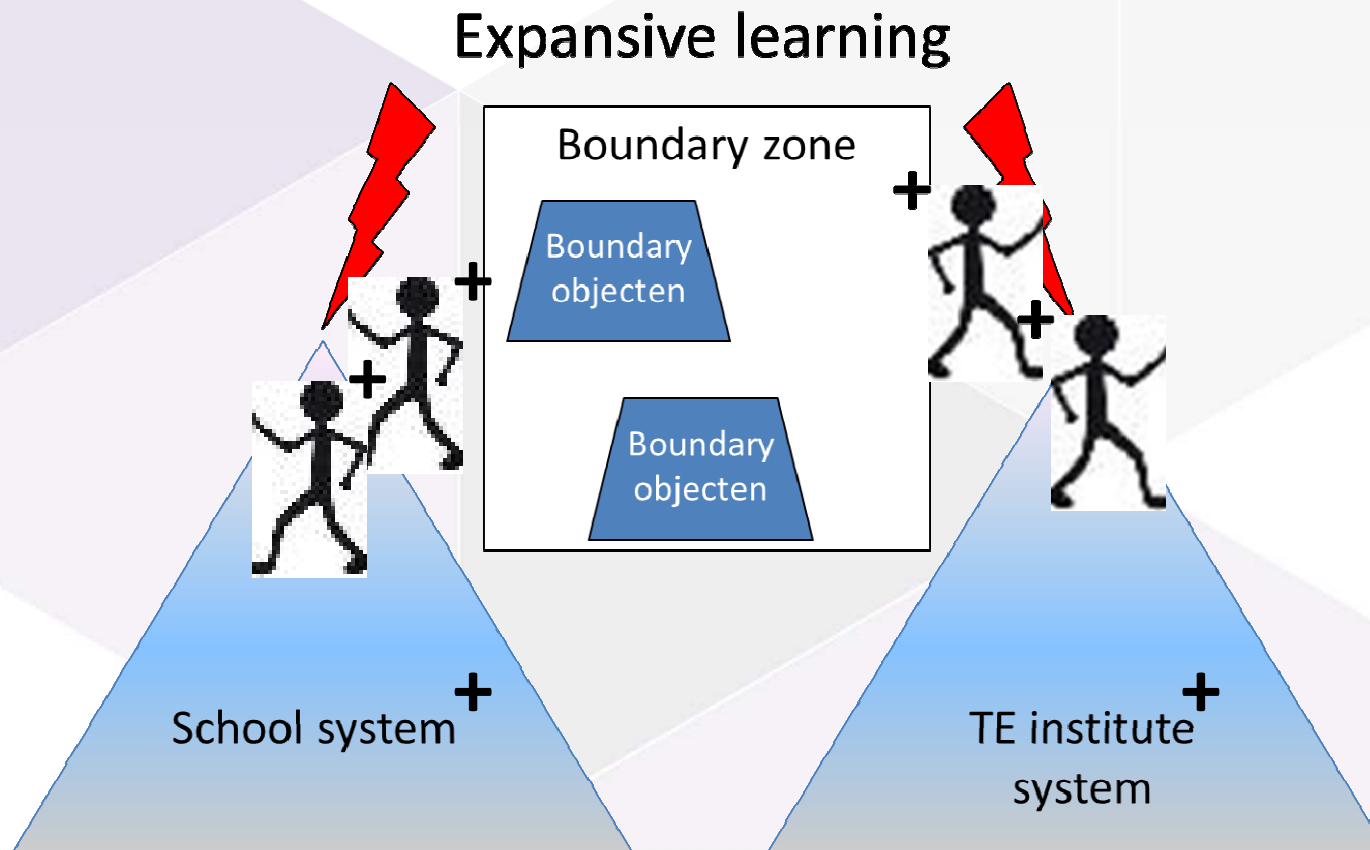 Expansive learning
Boundary zone
+
+
Boundary
objecten
+
+
Boundary
objecten
+
School system
+
TE institute
system